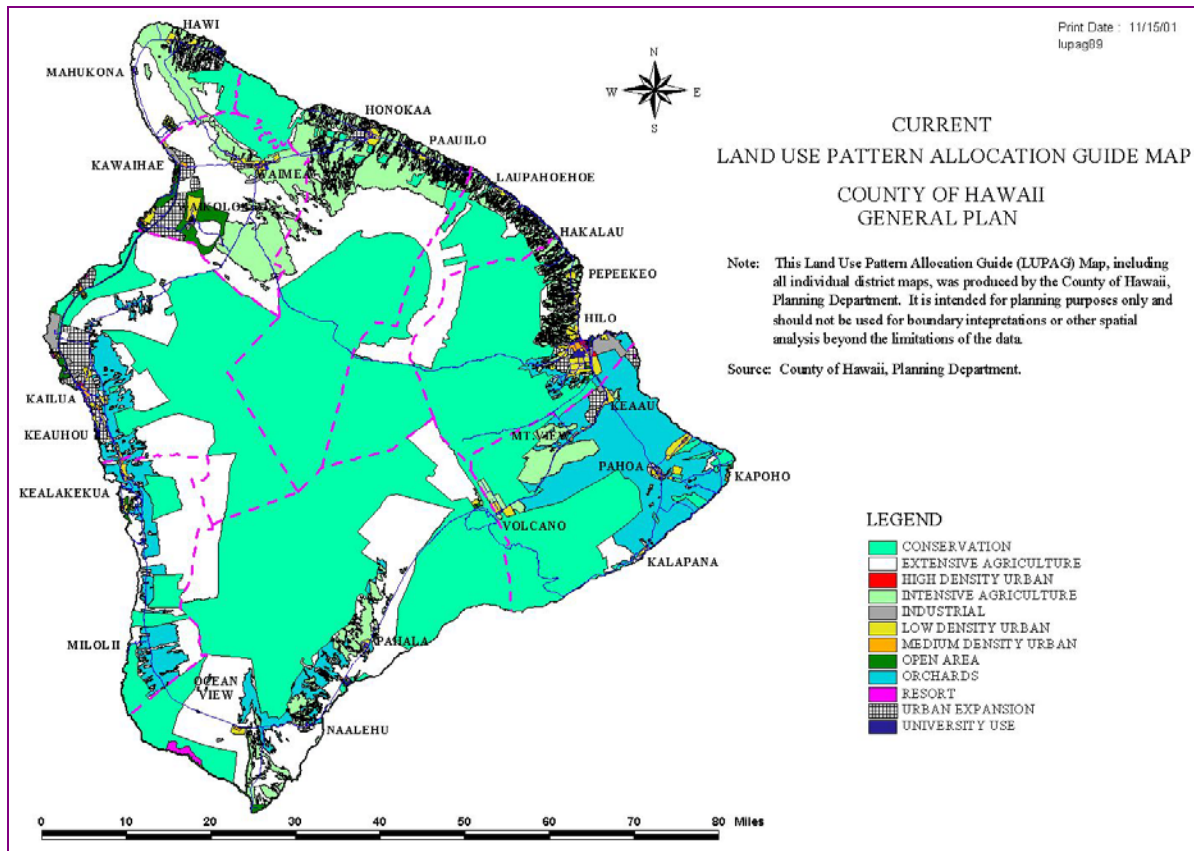 Print Date : 11/15/01
lupag89
HAWI
MAHUKONA
N
W E
S
HONOKAA
PAAUILO
CURRENT
LAND USE PATTERN ALLOCATION GUIDE MAP
COUNTY OF HAWAII
GENERAL PLAN
KAWAIHAE
WAIMEA
LAUPAHOEHOE
HAKALAU
PEPEEKEO
Note: This Land Use Pattern Allocation Guide (LUPAG) Map, including
all individual district maps, was produced by the County of Hawaii,
Planning Department. It is intended for planning purposes only and
should not be used for boundary intepretations or other spatial
analysis beyond the limitations of the data.
HILO
Source: County of Hawaii, Planning Department.
KAILUA
KEAAU
KEAUHOU
MT. VIEW
PAHOA
KAPOHO
KEALAKEKUA
VOLCANO
KALAPANA
LEGEND
CONSERVATION
EXTENSIVE AGRICULTURE
HIGH DENSITY URBAN
INTENSIVE AGRICULTURE
INDUSTRIAL
LOW DENSITY URBAN
MEDIUM DENSITY URBAN
OPEN AREA
ORCHARDS
RESORT
URBAN EXPANSION
UNIVERSITY USE
MILOLII
PAHALA
OCEAN
VIEW
NAALEHU
0 10 20 30 40 50 60 70 80 Miles